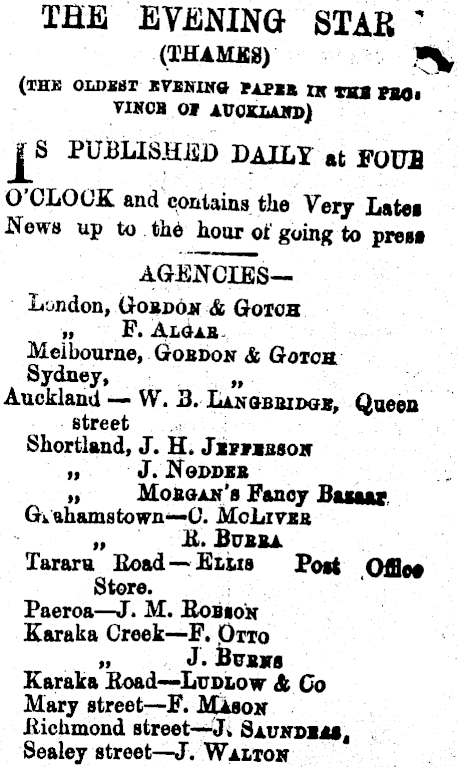 THE EVENING STAR
(THAMES)
(THE OLDEST EVENING PAPER IN THE PRO-
VINCE OF AUCKLAND)
IS PUBLISHED DAILY at FOUR
O'CLOCK and contains the Very Lates
News up to the hour of going to press
AGENCIES—
London, GORDON & GOTCH
„ F. ALGAR.
Melbourne, GORDON & GOTCH
Sydney, „
Auckland — W. B. LANGBRIDGE, Queen
street
Shortland, J. H. JEFFERSON
„ J. NODDER
„ MORGAN'S Fancy Bazaar.
Grahamstown—C. MCLIVER
„ R. BURRA
Tararu Road — ELLIS Post Office
Store.
Paeroa—J. M. ROBSON
Karaka Creek—F. OTTO
„ J. BURNS
Karaka Road—LUDLOW & Co
Mary street—F. MASON
Richmond street—J. SAUNDERS,
Sealey street—J. WALTON